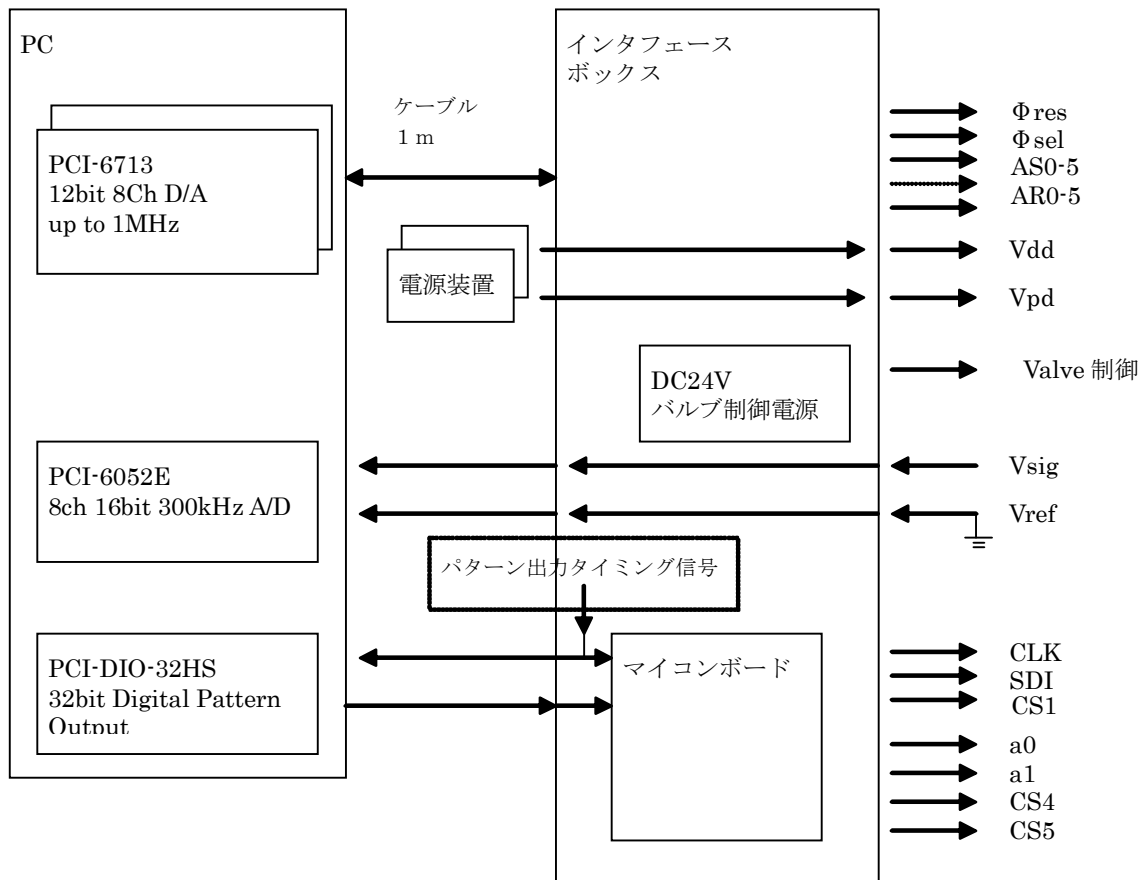 PC
PCI-6713
12bit 8Ch D/A
up to 1MHz
ケーブル
1 m
電源装置
PCI-6052E
8ch 16bit 300kHz A/D
パターン出力タイミング信号
PCI-DIO-32HS
32bit Digital Pattern
Output
インタフェース
ボックス
DC24V
バルブ制御電源
マイコンボード
Φres
Φsel
AS0-5
AR0-5
Vdd
Vpd
Valve 制御
Vsig
Vref
CLK
SDI
CS1
a0
a1
CS4
CS5